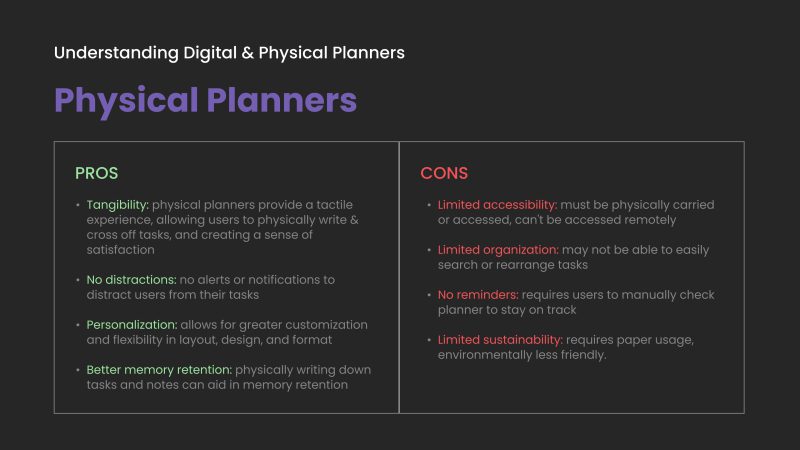 Understanding Digital & Physical Planners
Physical Planners
PROS
• Tangibility: physical planners provide a tactile
experience, allowing users to physically write &
cross off tasks, and creating a sense of
satisfaction
• No distractions: no alerts or notifications to
distract users from their tasks
• Personalization: allows for greater customization
and flexibility in layout, design, and format
• Better memory retention: physically writing down
tasks and notes can aid in memory retention
CONS
• Limited accessibility: must be physically carried
or accessed, can't be accessed remotely
• Limited organization: may not be able to easily
search or rearrange tasks
• No reminders: requires users to manually check
planner to stay on track
• Limited sustainability: requires paper usage,
environmentally less friendly.